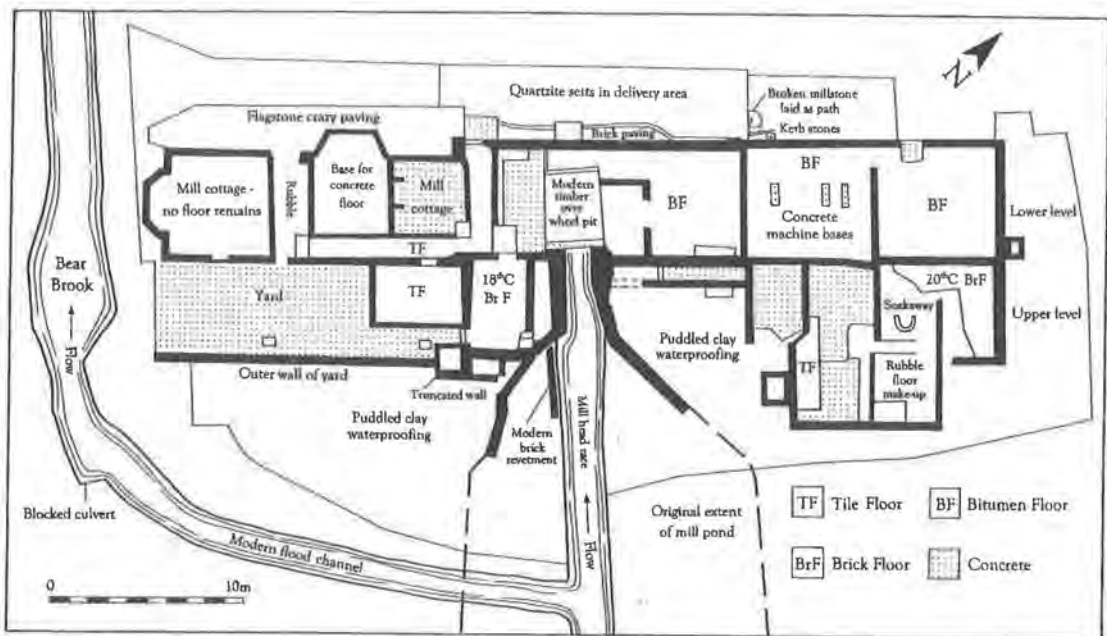 Quartzite setts in delivery area
Broken millstone
laid as path
Kerb stones
Brick paving
N
Flagstone crazy paving
Mill cottage -
no floor remains
Rubble
Base for
concrete
floor
Mill
cottage
Modern
timber
over
wheel pit
BF
BF
Concrete
machine bases
BF
Lower level
TF
Bear
Brook
Flow
Yard
TF
18thC
Br F
20thC BrF
Soakaway
Upper level
Puddled clay
waterproofing
TF
Rubble
floor
make-up
Outer wall of yard
Truncated wall
Puddled clay
waterproofing
Modern
brick
revetment
Mill head race
Flow
Original extent
of mill pond
Blocked culvert
Modern flood channel
TF Tile Floor
BF Bitumen Floor
BrF Brick Floor
Concrete
0 10m